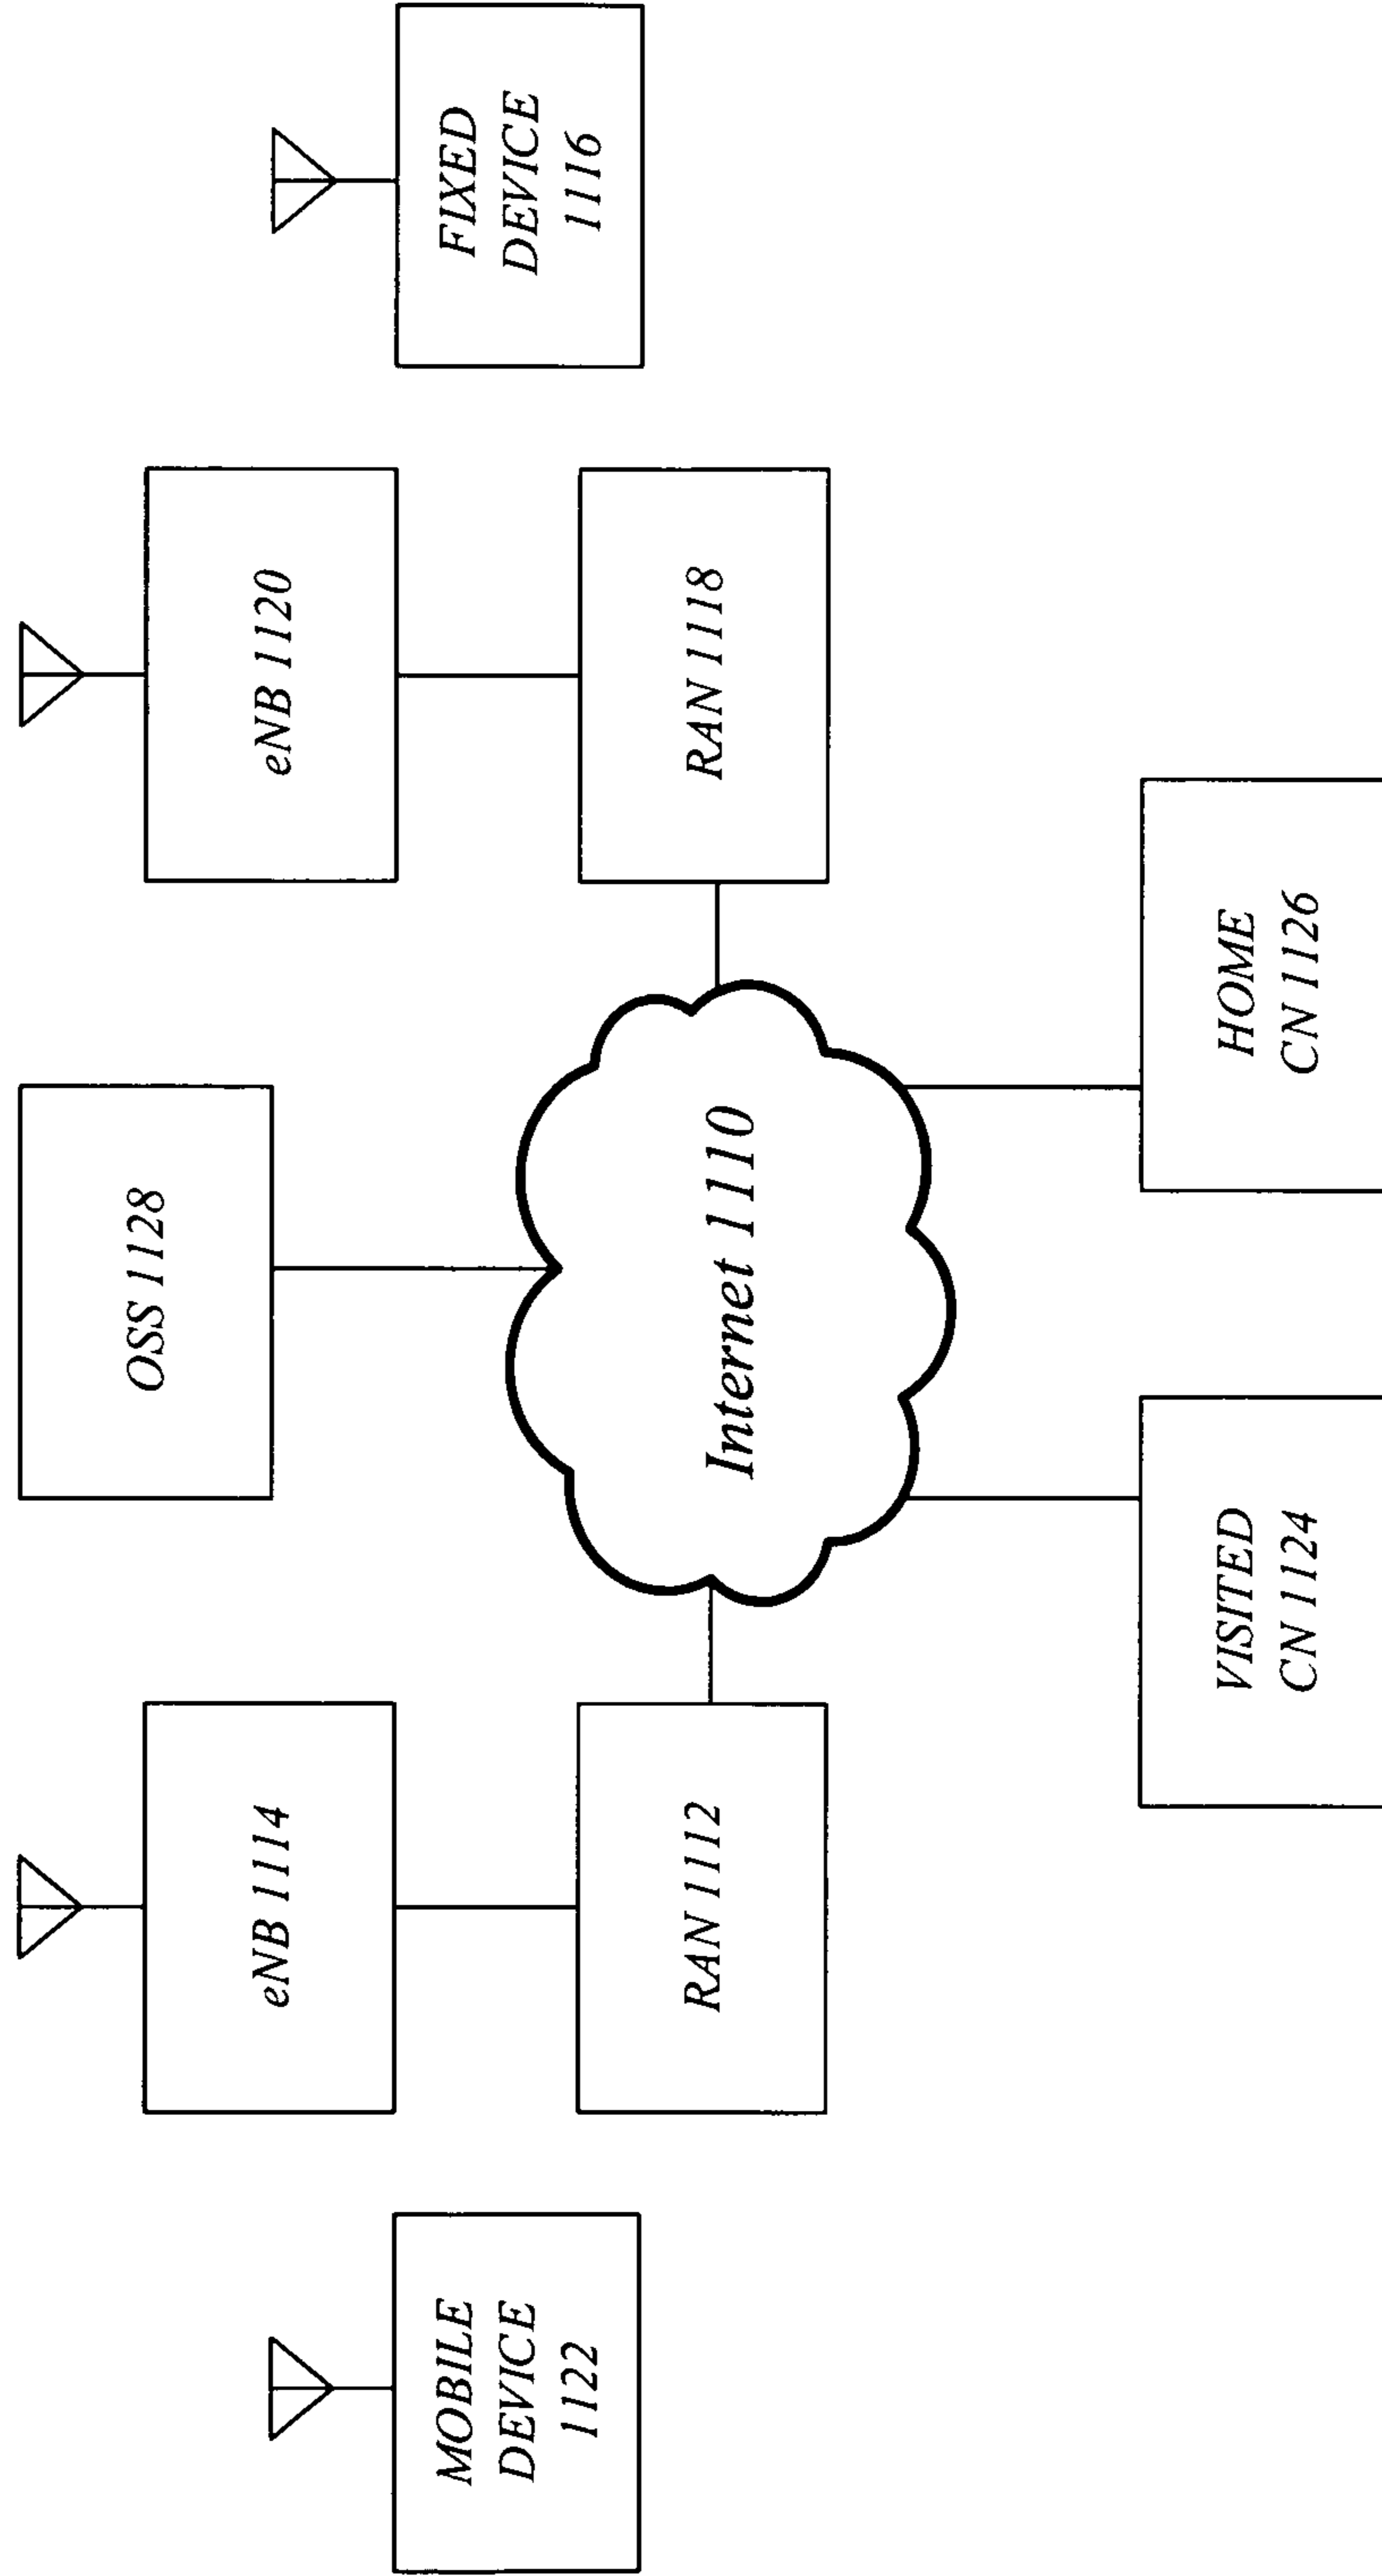 OSS 1128
eNB 1114
eNB 1120
MOBILE
DEVICE
1122
FIXED
DEVICE
1116
RAN 1112
Internet 1110
RAN 1118
VISITED
CN 1124
HOME
CN 1126